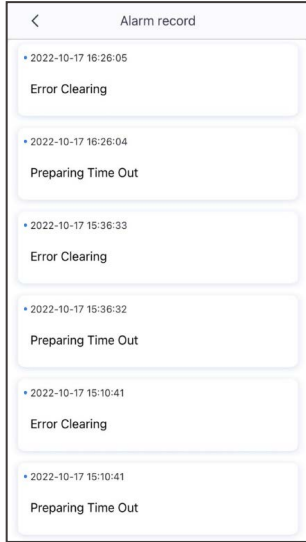 Alarm record
2022-10-17 16:26:05
Error Clearing
2022-10-17 16:26:04
Preparing Time Out
2022-10-17 15:36:33
Error Clearing
2022-10-17 15:36:32
Preparing Time Out
2022-10-17 15:10:41
Error Clearing
2022-10-17 15:10:41
Preparing Time Out